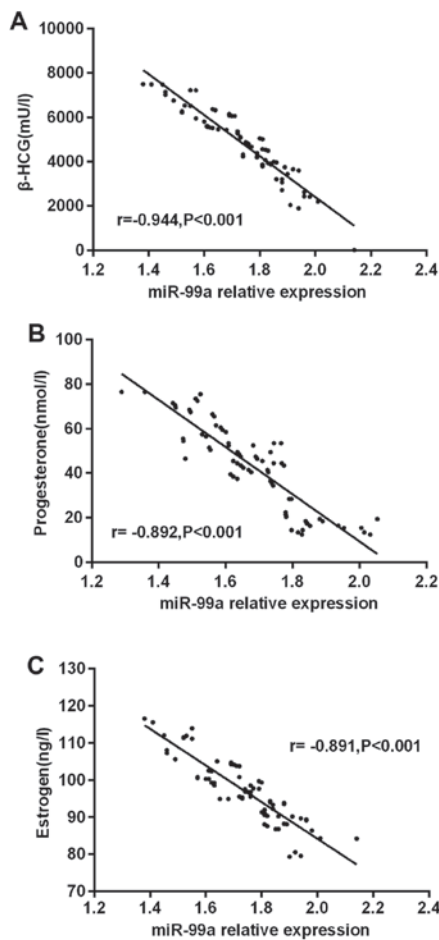 A
10000
8000
6000
4000
2000
0
β-HCG(mU/l)
r=-0.944,P<0.001
1.2 1.4 1.6 1.8 2.0 2.2 2.4
miR-99a relative expression
B
100
80
60
40
20
0
Progesterone(nmol/l)
r= -0.892,P<0.001
1.2 1.4 1.6 1.8 2.0 2.2
miR-99a relative expression
C
130
120
110
100
90
80
70
Estrogen(ng/l)
r= -0.891,P<0.001
1.2 1.4 1.6 1.8 2.0 2.2 2.4
miR-99a relative expression